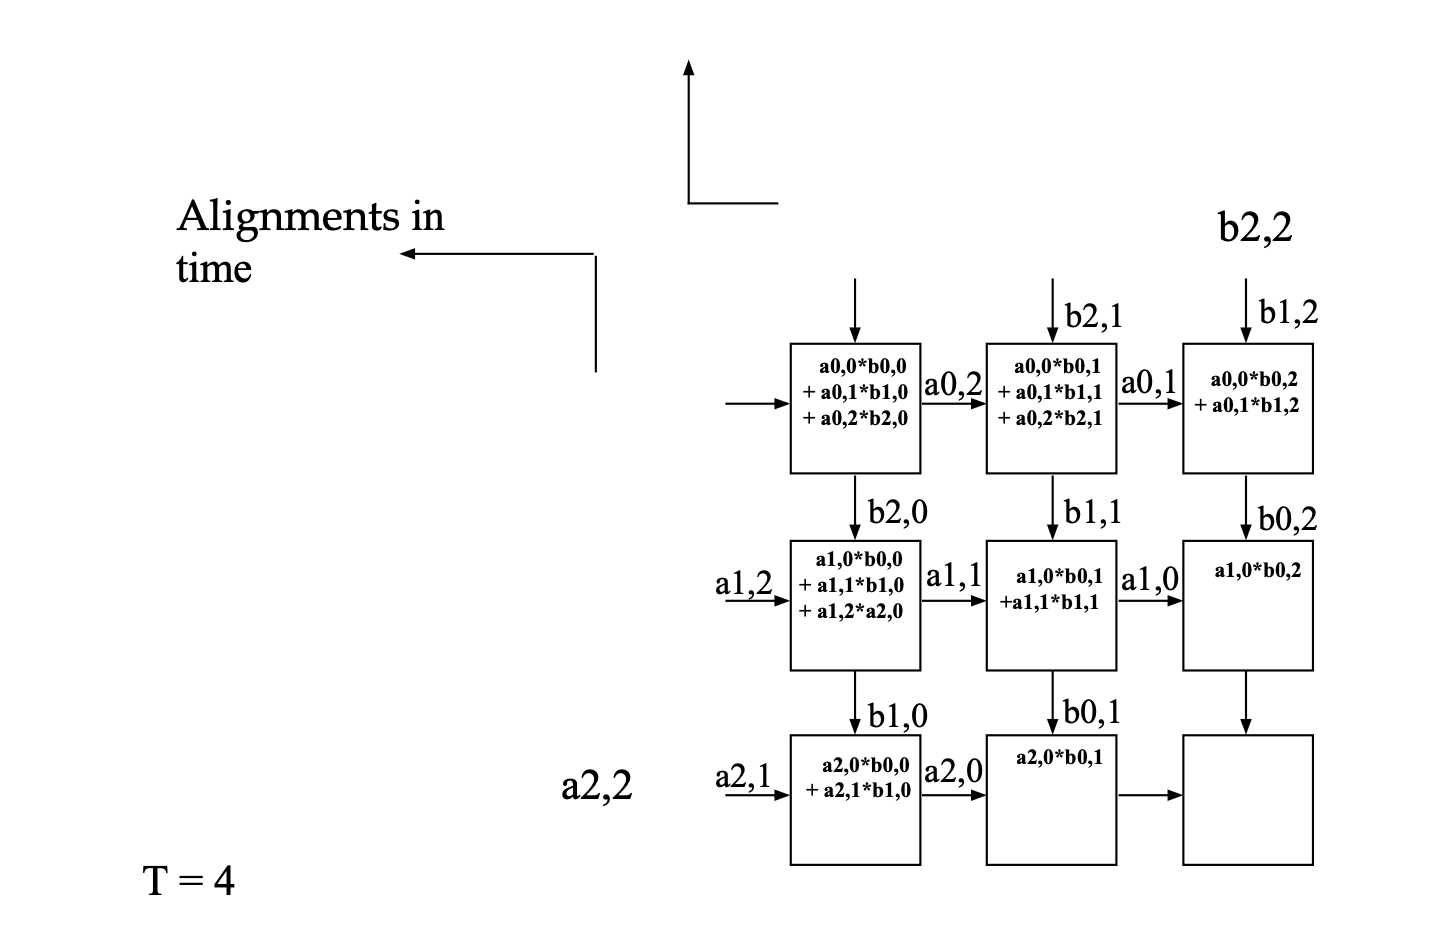 Alignments in
time
b2,2
b2,1
b1,2
a0,0*b0,0
+ a0,1*b1,0
+ a0,2*b2,0
a0,2
a0,0*b0,1
+ a0,1*b1,1
+ a0,2*b2,1
a0,1
a0,0*b0,2
+ a0,1*b1,2
b2,0
b1,1
b0,2
a1,2
a1,0*b0,0
+ a1,1*b1,0
+ a1,2*a2,0
a1,1
a1,0*b0,1
+a1,1*b1,1
a1,0
a1,0*b0,2
b1,0
b0,1
a2,2
a2,1
a2,0*b0,0
+ a2,1*b1,0
a2,0
a2,0*b0,1
T = 4